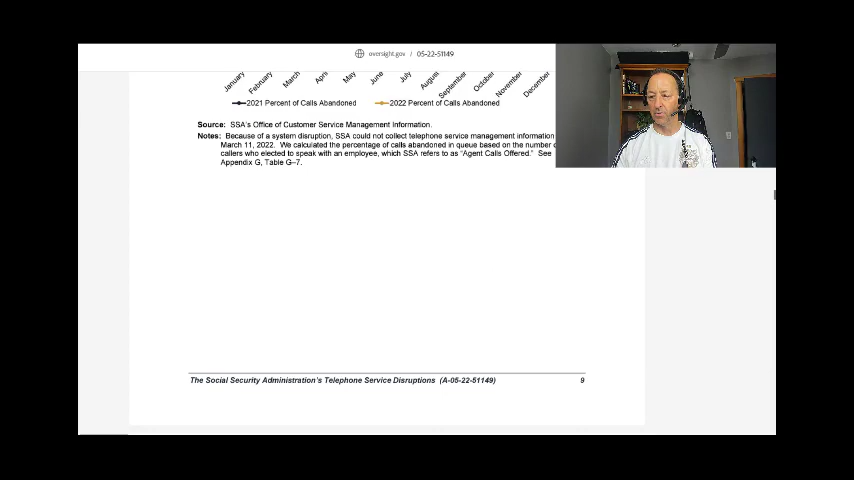 oversight.gov / 05-22-51149
January February March April May June July August September October November December
2021 Percent of Calls Abandoned 2022 Percent of Calls Abandoned
Source: SSA's Office of Customer Service Management Information.
Notes: Because of a system disruption, SSA could not collect telephone service management information
March 11, 2022. We calculated the percentage of calls abandoned in queue based on the number
callers who elected to speak with an employee, which SSA refers to as "Agent Calls Offered." See
Appendix G, Table G–7.
The Social Security Administration's Telephone Service Disruptions (A-05-22-51149) 9